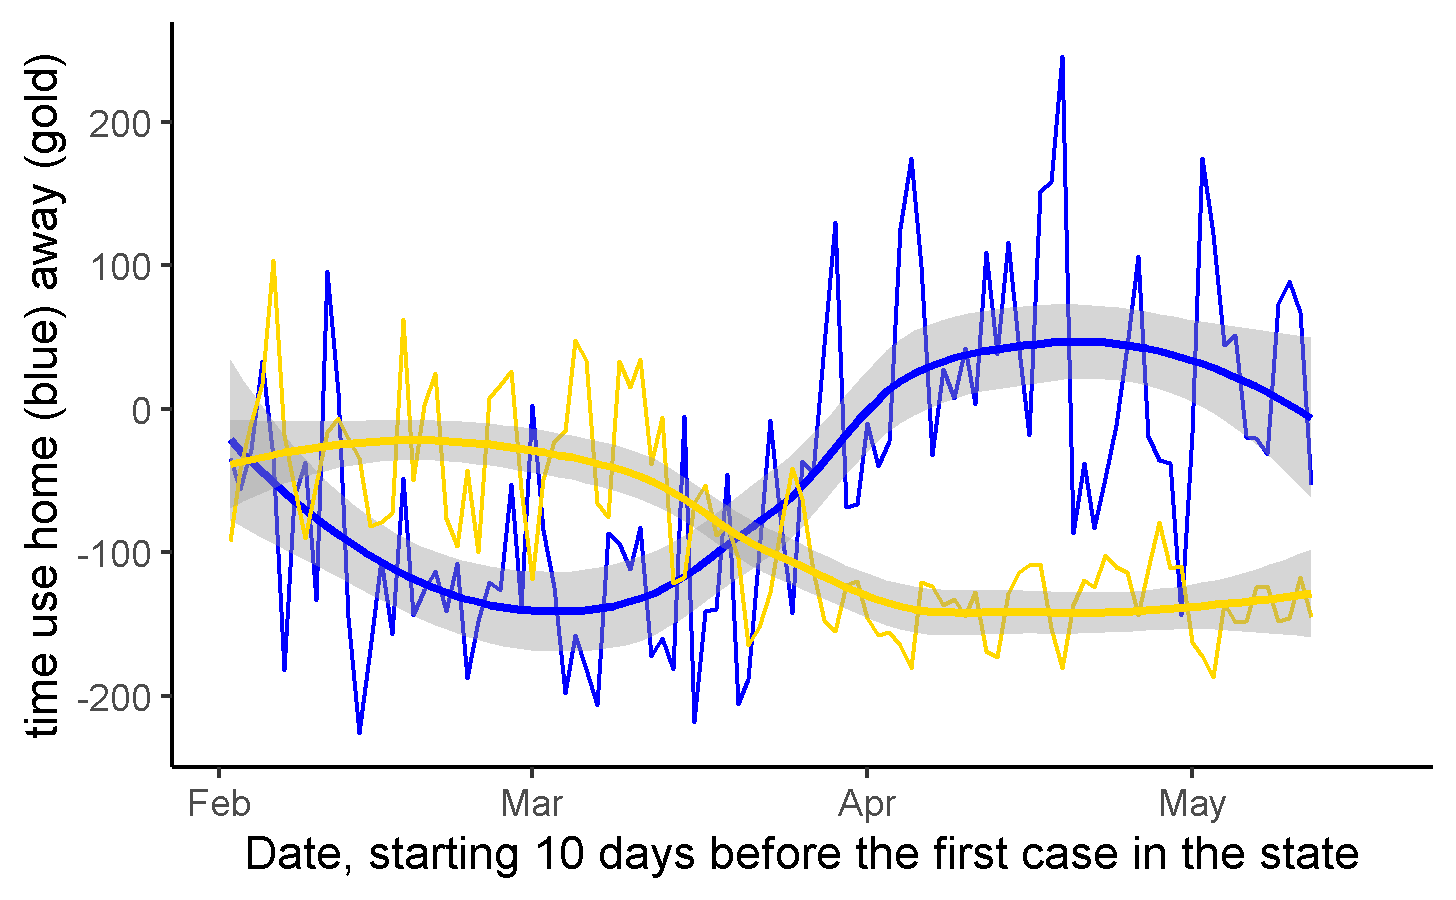 time use home (blue) away (gold)
200
100
0
-100
-200
Feb
Mar
Apr
May
Date, starting 10 days before the first case in the state